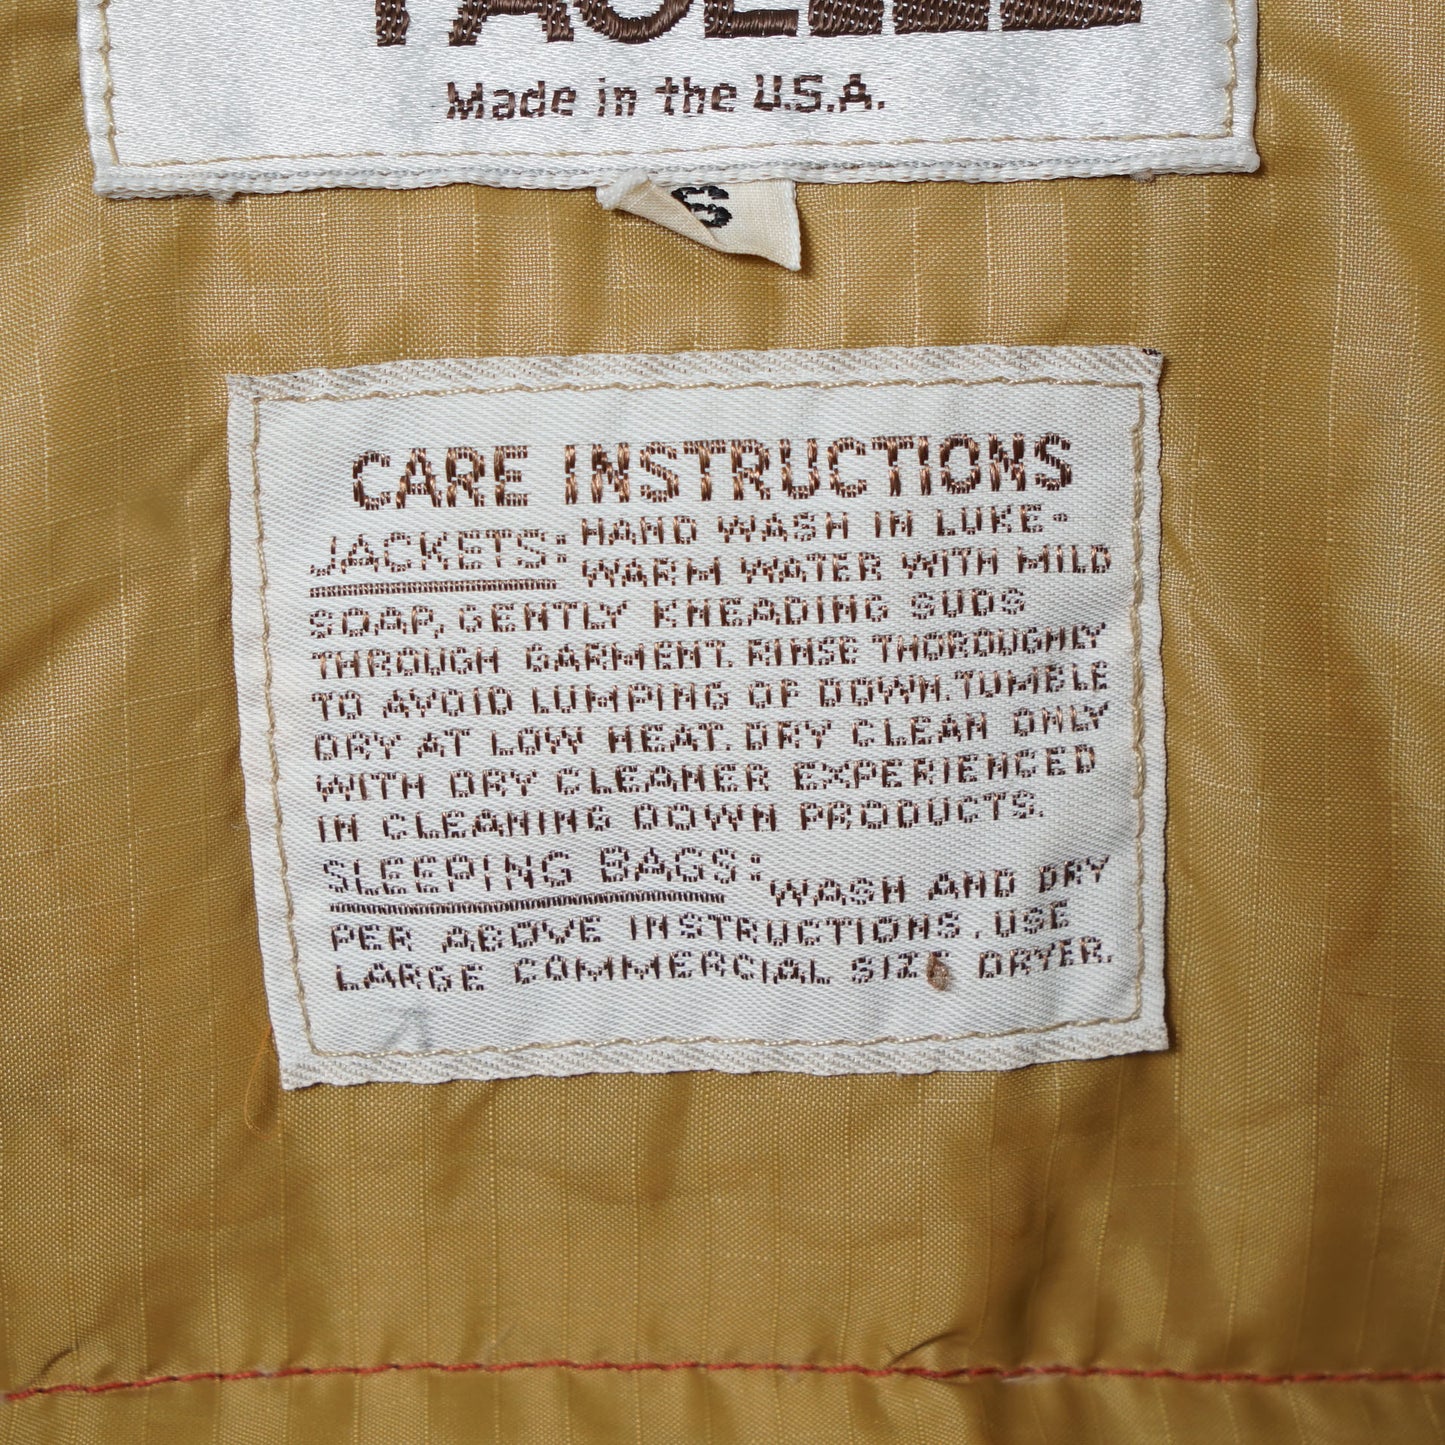 Made in the U.S.A.
S
CARE INSTRUCTIONS
JACKETS: HAND WASH IN LUKE-
WARM WATER WITH MILD
SOAP, GENTLY KNEADING SUDS
THROUGH GARMENT. RINSE THOROUGHLY
TO AVOID LUMPING OF DOWN. TUMBLE
DRY AT LOW HEAT. DRY CLEAN ONLY
WITH DRY CLEANER EXPERIENCED
IN CLEANING DOWN PRODUCTS.
SLEEPING BAGS: WASH AND DRY
PER ABOVE INSTRUCTIONS. USE
LARGE COMMERCIAL SIZE DRYER.